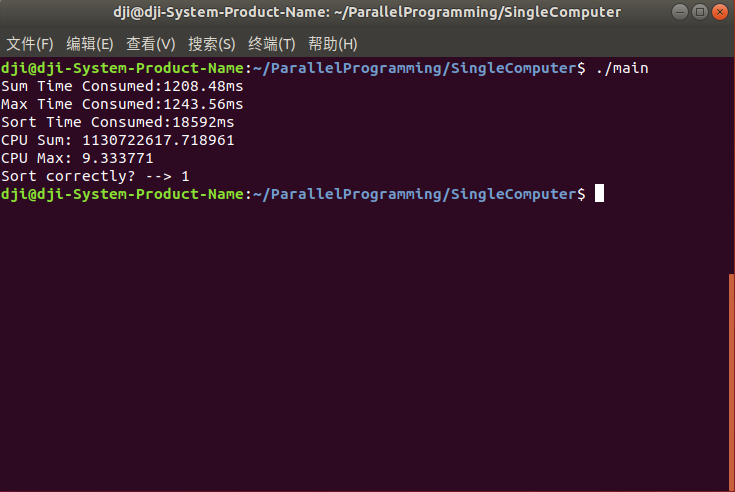 dji@dji-System-Product-Name: ~/ParallelProgramming/SingleComputer
文件(F) 编辑(E) 查看(V) 搜索(S) 终端(T) 帮助(H)
dji@dji-System-Product-Name:~/ParallelProgramming/SingleComputer$ ./main
Sum Time Consumed:1208.48ms
Max Time Consumed:1243.56ms
Sort Time Consumed:18592ms
CPU Sum: 1130722617.718961
CPU Max: 9.333771
Sort correctly? --> 1
dji@dji-System-Product-Name:~/ParallelProgramming/SingleComputer$